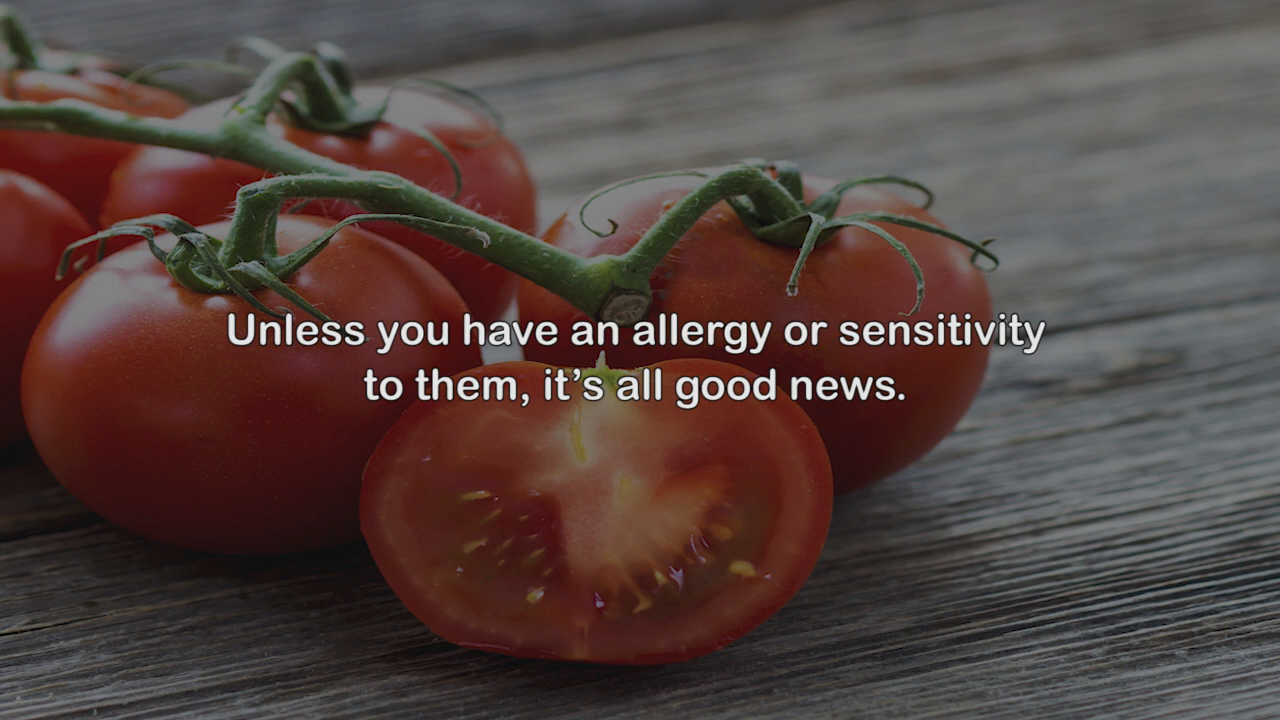 Unless you have an allergy or sensitivity
to them, it’s all good news.